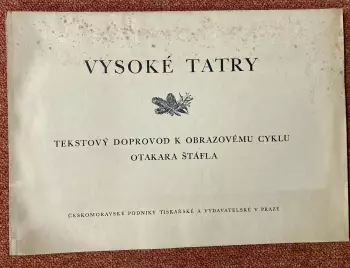 VYSOKÉ TATRY
TEKSTOVÝ DOPROVOD K OBRAZOVÉMU CYKLU
OTAKARA ŠTÁFLA
ČESKOMORAVSKÉ PODNIKY TISKAŘSKÉ A VYDAVATELSKÉ V PRAZE